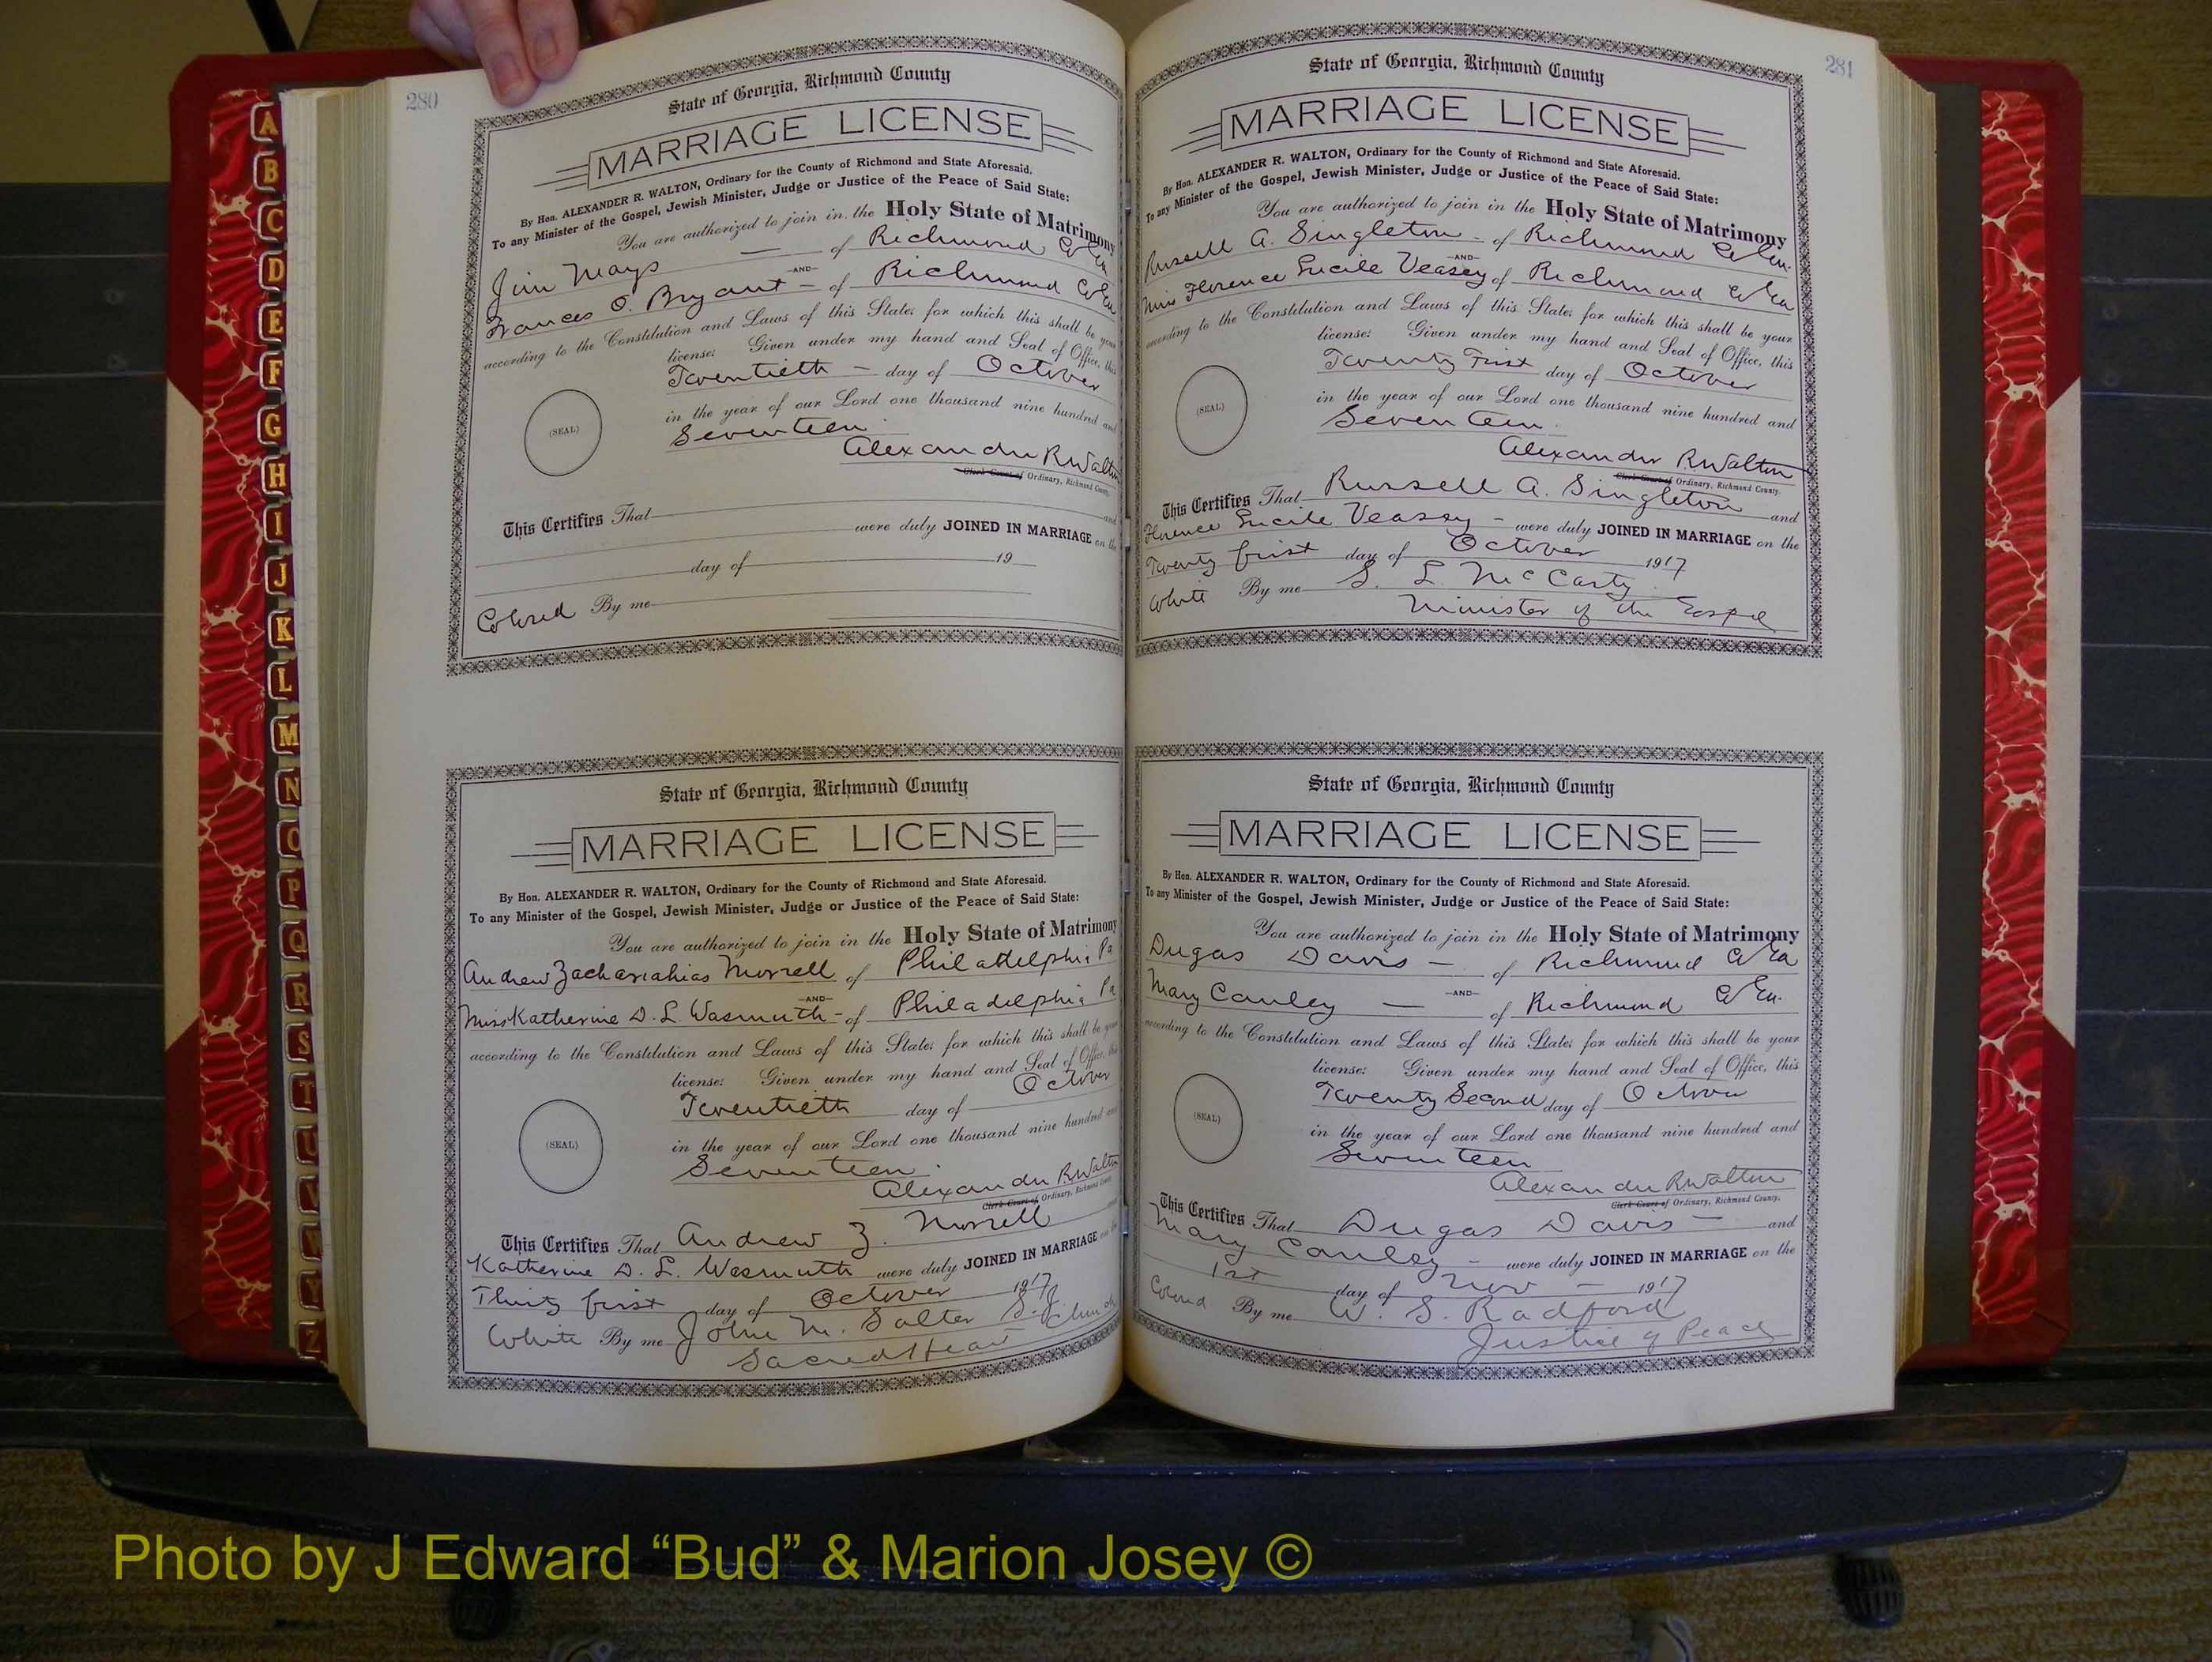 280
State of Georgia, Richmond County
MARRIAGE LICENSE
By Hon. ALEXANDER R. WALTON, Ordinary for the County of Richmond and State Aforesaid.
To any Minister of the Gospel, Jewish Minister, Judge or Justice of the Peace of Said State:
You are authorized to join in the Holy State of Matrimony
Jim Mays — of Richmond Co Ga
AND
Frances O. Bryant - of Richmond Co Ga
according to the Constitution and Laws of this State; for which this shall be your
license: Given under my hand and Seal of Office, this
Twentieth - day of October
in the year of our Lord one thousand nine hundred and
Seventeen
Alexander R Walton
Clerk Court of Ordinary, Richmond County.
(SEAL)
This Certifies That and
were duly JOINED IN MARRIAGE on the
day of 19
Colored By me
State of Georgia, Richmond County
MARRIAGE LICENSE
By Hon. ALEXANDER R. WALTON, Ordinary for the County of Richmond and State Aforesaid.
To any Minister of the Gospel, Jewish Minister, Judge or Justice of the Peace of Said State:
You are authorized to join in the Holy State of Matrimony
Andrew Zachariahias Morrell of Philadelphia Pa
AND
Miss Katherine D. L. Wasmuth - of Philadelphia Pa
according to the Constitution and Laws of this State; for which this shall be your
license: Given under my hand and Seal of Office, this
Twentieth day of October
in the year of our Lord one thousand nine hundred and
Seventeen
Alexander R Walton
Clerk Court of Ordinary, Richmond County.
(SEAL)
This Certifies That Andrew Z. Morrell and
Katherine D. L. Wasmuth were duly JOINED IN MARRIAGE on the
Thirty first day of October 1917
White By me John M. Salter S.J.
Sacred Heart Church
281
State of Georgia, Richmond County
MARRIAGE LICENSE
By Hon. ALEXANDER R. WALTON, Ordinary for the County of Richmond and State Aforesaid.
To any Minister of the Gospel, Jewish Minister, Judge or Justice of the Peace of Said State:
You are authorized to join in the Holy State of Matrimony
Russell A. Singleton - of Richmond Co Ga.
AND
Miss Florence Lucile Veasey of Richmond Co Ga
according to the Constitution and Laws of this State; for which this shall be your
license: Given under my hand and Seal of Office, this
Twenty First day of October
in the year of our Lord one thousand nine hundred and
Seventeen.
Alexander R Walton
Clerk Court of Ordinary, Richmond County.
(SEAL)
This Certifies That Russell A. Singleton and
Florence Lucile Veasey - were duly JOINED IN MARRIAGE on the
Twenty first day of October 1917
White By me S. L. McCarty
Minister of the Gospel
State of Georgia, Richmond County
MARRIAGE LICENSE
By Hon. ALEXANDER R. WALTON, Ordinary for the County of Richmond and State Aforesaid.
To any Minister of the Gospel, Jewish Minister, Judge or Justice of the Peace of Said State:
You are authorized to join in the Holy State of Matrimony
Dugas Davis - of Richmond Co Ga
AND
Mary Cauley — of Richmond Co Ga.
according to the Constitution and Laws of this State; for which this shall be your
license: Given under my hand and Seal of Office, this
Twenty Second day of October
in the year of our Lord one thousand nine hundred and
Seventeen
Alexander R Walton
Clerk Court of Ordinary, Richmond County.
(SEAL)
This Certifies That Dugas Davis - and
Mary Cauley - were duly JOINED IN MARRIAGE on the
1st day of Nov - 1917
Colored By me W. S. Radford
Justice of Peace
A
B
C
D
E
F
G
H
I
J
K
L
M
N
O
P
Q
R
S
T
U
V
W
Y
Z
Photo by J Edward “Bud” & Marion Josey ©